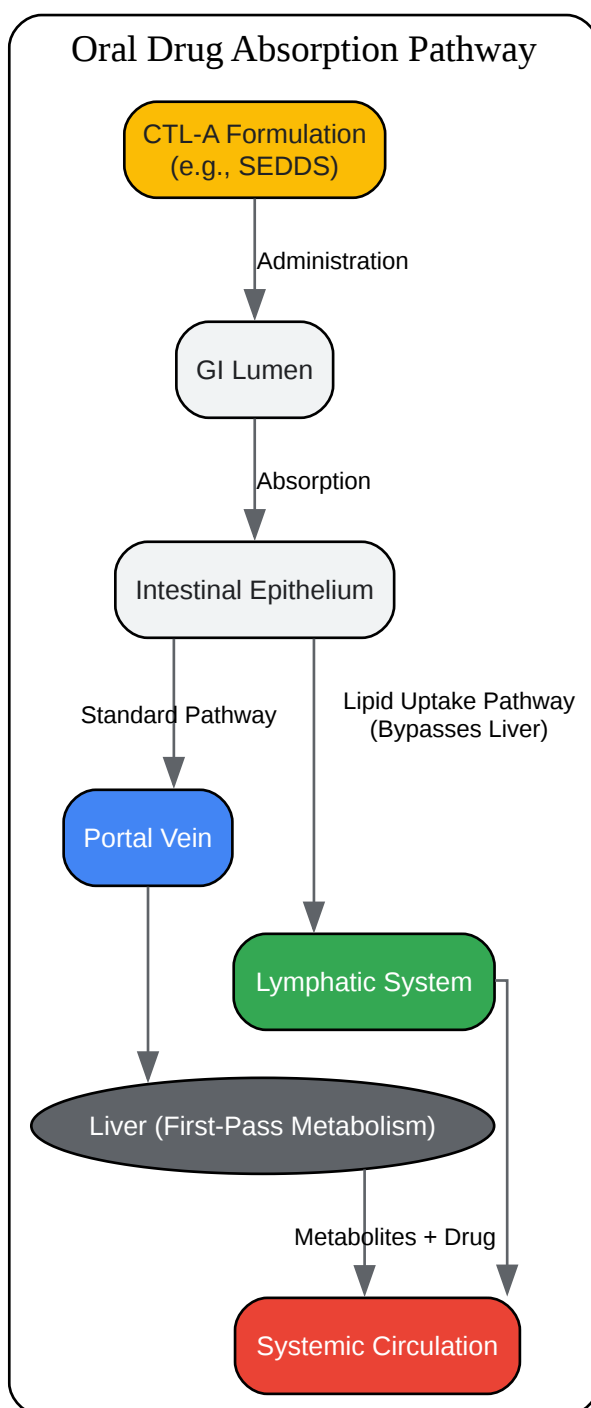 Oral Drug Absorption Pathway
CTL-A Formulation
(e.g., SEDDS)
Administration
GI Lumen
Absorption
Intestinal Epithelium
Standard Pathway
Lipid Uptake Pathway
(Bypasses Liver)
Portal Vein
Lymphatic System
Liver (First-Pass Metabolism)
Metabolites + Drug
Systemic Circulation